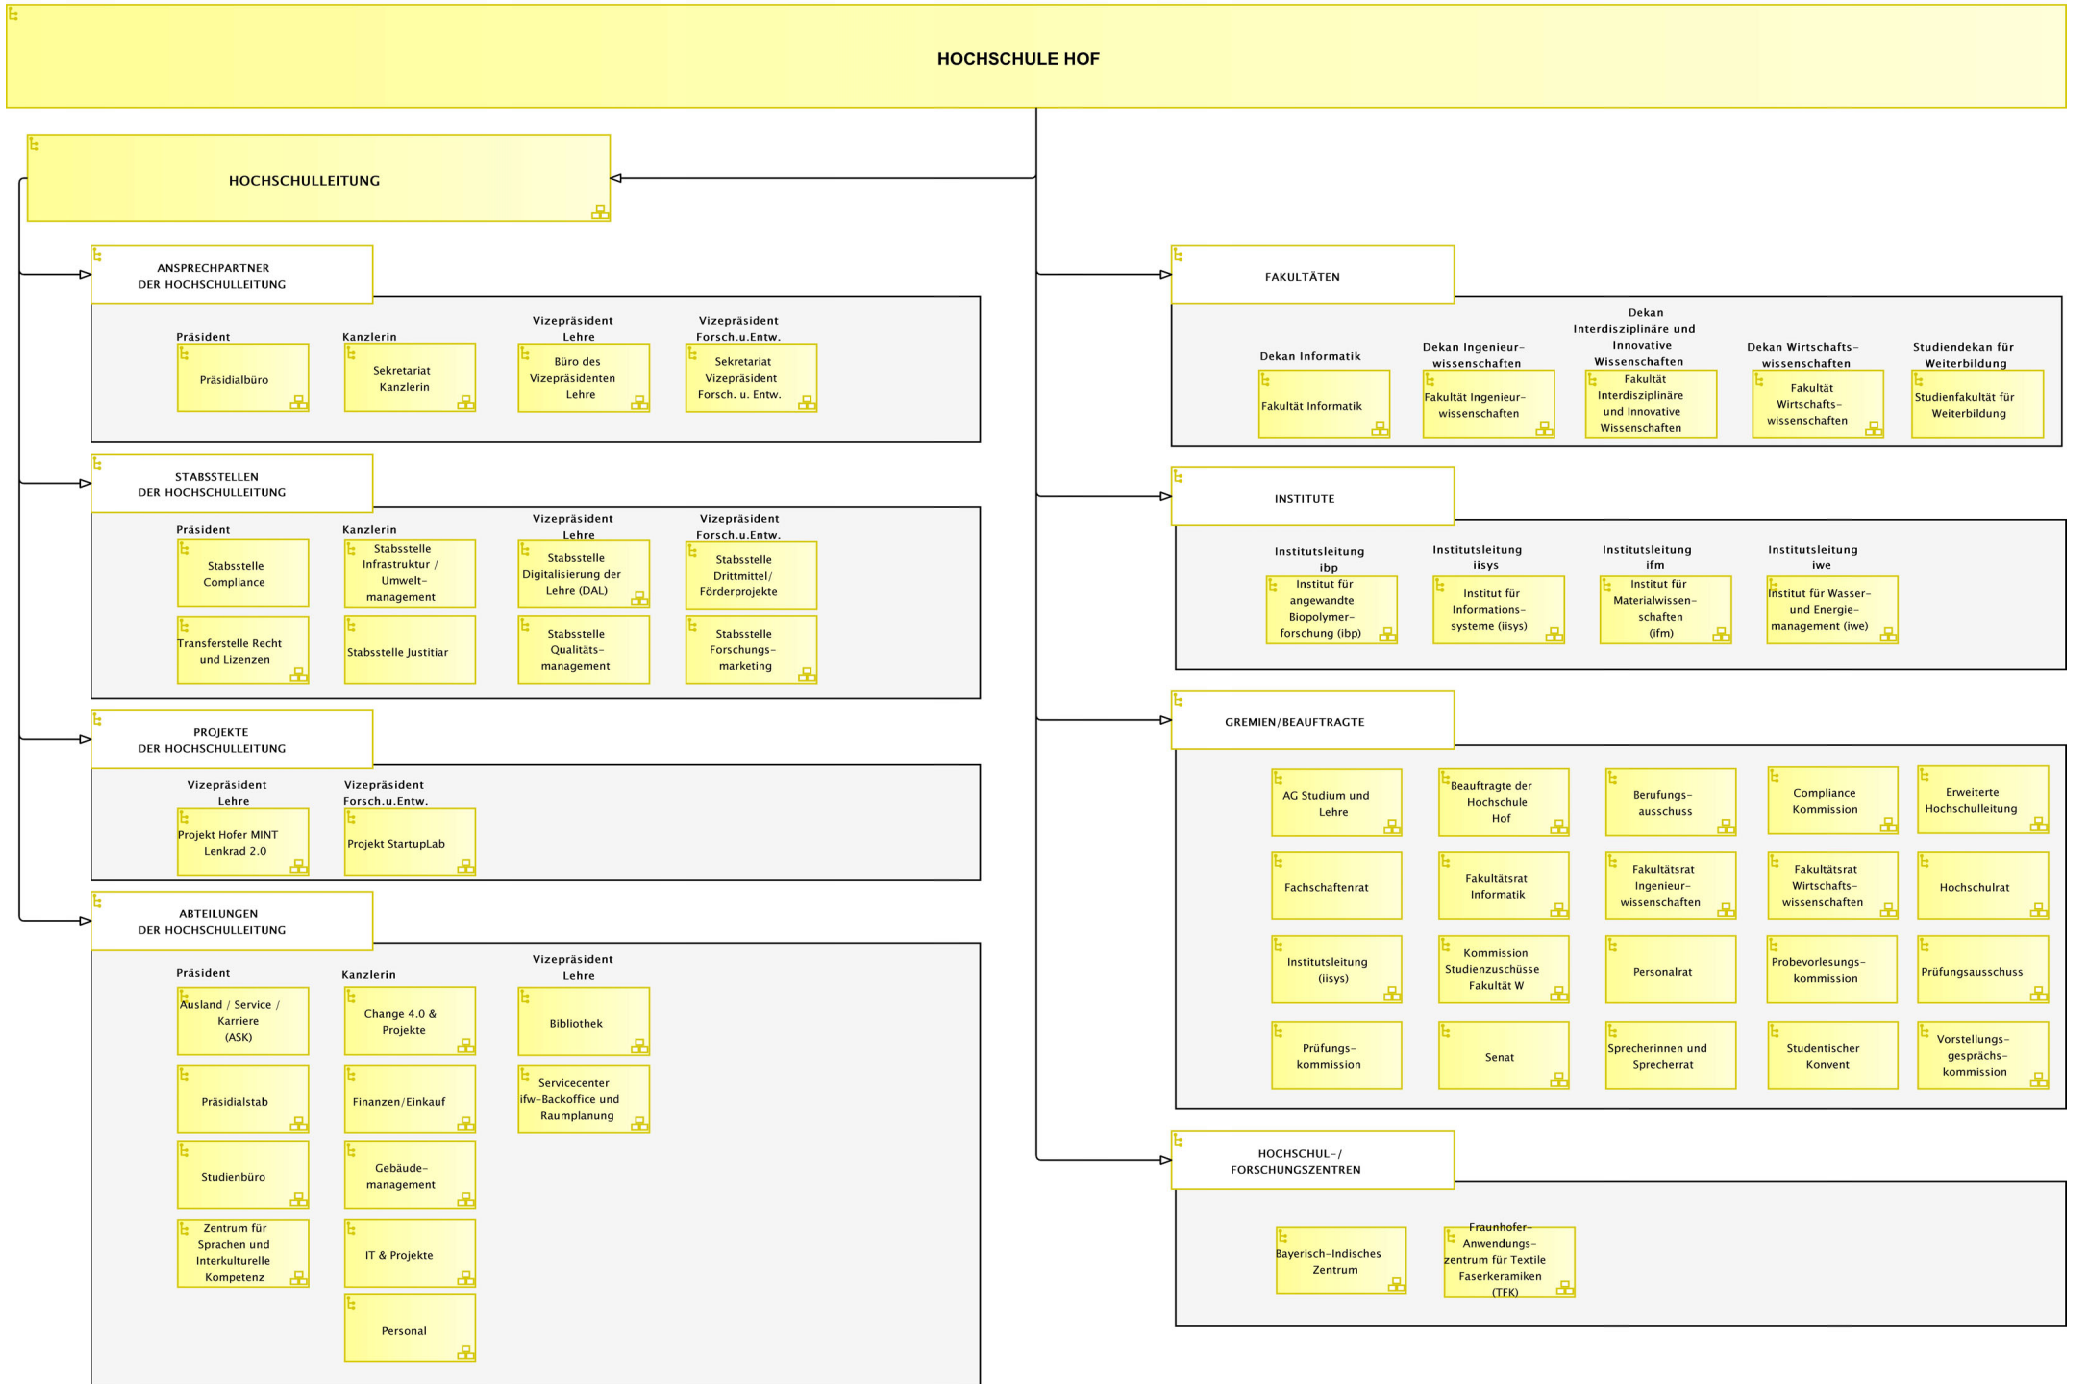 HOCHSCHULE HOF
HOCHSCHULLEITUNG
ANSPRECHPARTNER
DER HOCHSCHULLEITUNG
Präsident
Präsidialbüro
Kanzlerin
Sekretariat
Kanzlerin
Vizepräsident
Lehre
Büro des
Vizepräsidenten
Lehre
Vizepräsident
Forsch.u.Entw.
Sekretariat
Vizepräsident
Forsch. u. Entw.
STABSSTELLEN
DER HOCHSCHULLEITUNG
Präsident
Stabsstelle
Compliance
Transferstelle Recht
und Lizenzen
Kanzlerin
Stabsstelle
Infrastruktur /
Umwelt-
management
Stabsstelle Justitiar
Vizepräsident
Lehre
Stabsstelle
Digitalisierung der
Lehre (DAL)
Stabsstelle
Qualitäts-
management
Vizepräsident
Forsch.u.Entw.
Stabsstelle
Drittmittel/
Förderprojekte
Stabsstelle
Forschungs-
marketing
PROJEKTE
DER HOCHSCHULLEITUNG
Vizepräsident
Lehre
Projekt Hofer MINT
Lenkrad 2.0
Vizepräsident
Forsch.u.Entw.
Projekt StartupLab
ABTEILUNGEN
DER HOCHSCHULLEITUNG
Präsident
Ausland / Service /
Karriere
(ASK)
Präsidialstab
Studienbüro
Zentrum für
Sprachen und
Interkulturelle
Kompetenz
Kanzlerin
Change 4.0 &
Projekte
Finanzen/Einkauf
Gebäude-
management
IT & Projekte
Personal
Vizepräsident
Lehre
Bibliothek
Servicecenter
ifw-Backoffice und
Raumplanung
FAKULTÄTEN
Dekan Informatik
Fakultät Informatik
Dekan Ingenieur-
wissenschaften
Fakultät Ingenieur-
wissenschaften
Dekan
Interdisziplinäre und
Innovative
Wissenschaften
Fakultät
Interdisziplinäre
und Innovative
Wissenschaften
Dekan Wirtschafts-
wissenschaften
Fakultät
Wirtschafts-
wissenschaften
Studiendekan für
Weiterbildung
Studienfakultät für
Weiterbildung
INSTITUTE
Institutsleitung
ibp
Institut für
angewandte
Biopolymer-
forschung (ibp)
Institutsleitung
iisys
Institut für
Informations-
systeme (iisys)
Institutsleitung
ifm
Institut für
Materialwissen-
schaften
(ifm)
Institutsleitung
iwe
Institut für Wasser-
und Energie-
management (iwe)
GREMIEN/BEAUFTRAGTE
AG Studium und
Lehre
Beauftragte der
Hochschule
Hof
Berufungs-
ausschuss
Compliance
Kommission
Erweiterte
Hochschulleitung
Fachschaftenrat
Fakultätsrat
Informatik
Fakultätsrat
Ingenieur-
wissenschaften
Fakultätsrat
Wirtschafts-
wissenschaften
Hochschulrat
Institutsleitung
(iisys)
Kommission
Studienzuschüsse
Fakultät W
Personalrat
Probevorlesungs-
kommission
Prüfungsausschuss
Prüfungs-
kommission
Senat
Sprecherinnen und
Sprecherrat
Studentischer
Konvent
Vorstellungs-
gesprächs-
kommission
HOCHSCHUL-/
FORSCHUNGSZENTREN
Bayerisch-Indisches
Zentrum
Fraunhofer-
Anwendungs-
zentrum für Textile
Faserkeramiken
(TFK)